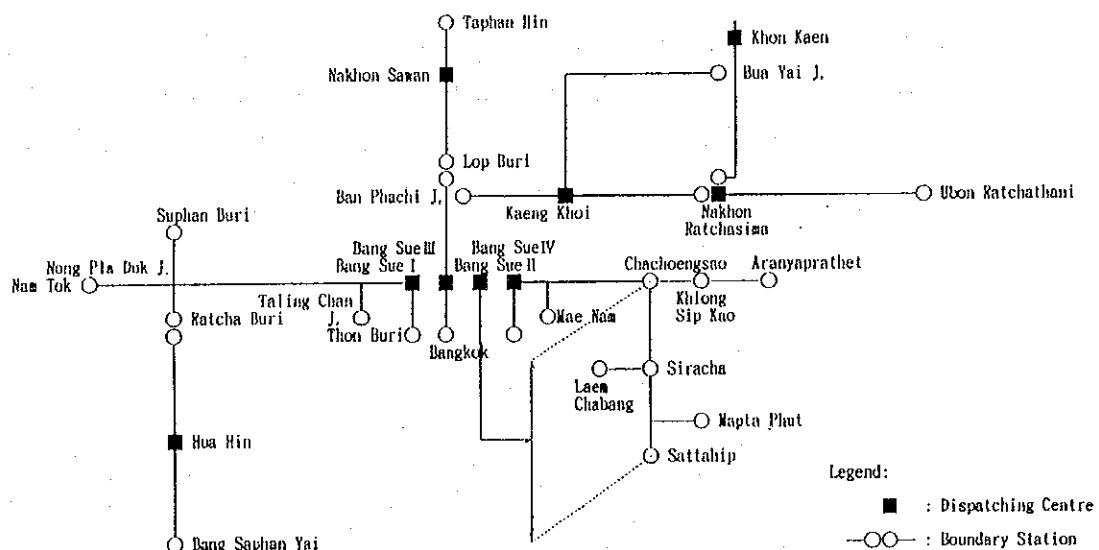 Taphan Hin
Khon Kaen
Nakhon Sawan
Bua Yai J.
Lop Buri
Ban Phachi J.
Kaeng Khoi
Nakhon
Ratchasima
Ubon Ratchathani
Suphan Buri
Nong Pla Duk J.
Nam Tok
Bang Sue III
Bang Sue I
Bang Sue IV
Bang Sue II
Chachoengsao
Aranyaprathet
Khlong
Sip Kao
Taling Chan
J.
Ratcha Buri
Thon Buri
Bangkok
Mae Nam
Siracha
Laem
Chabang
Mapta Phut
Hua Hin
Sattahip
Bang Saphan Yai
Legend:
: Dispatching Centre
: Boundary Station